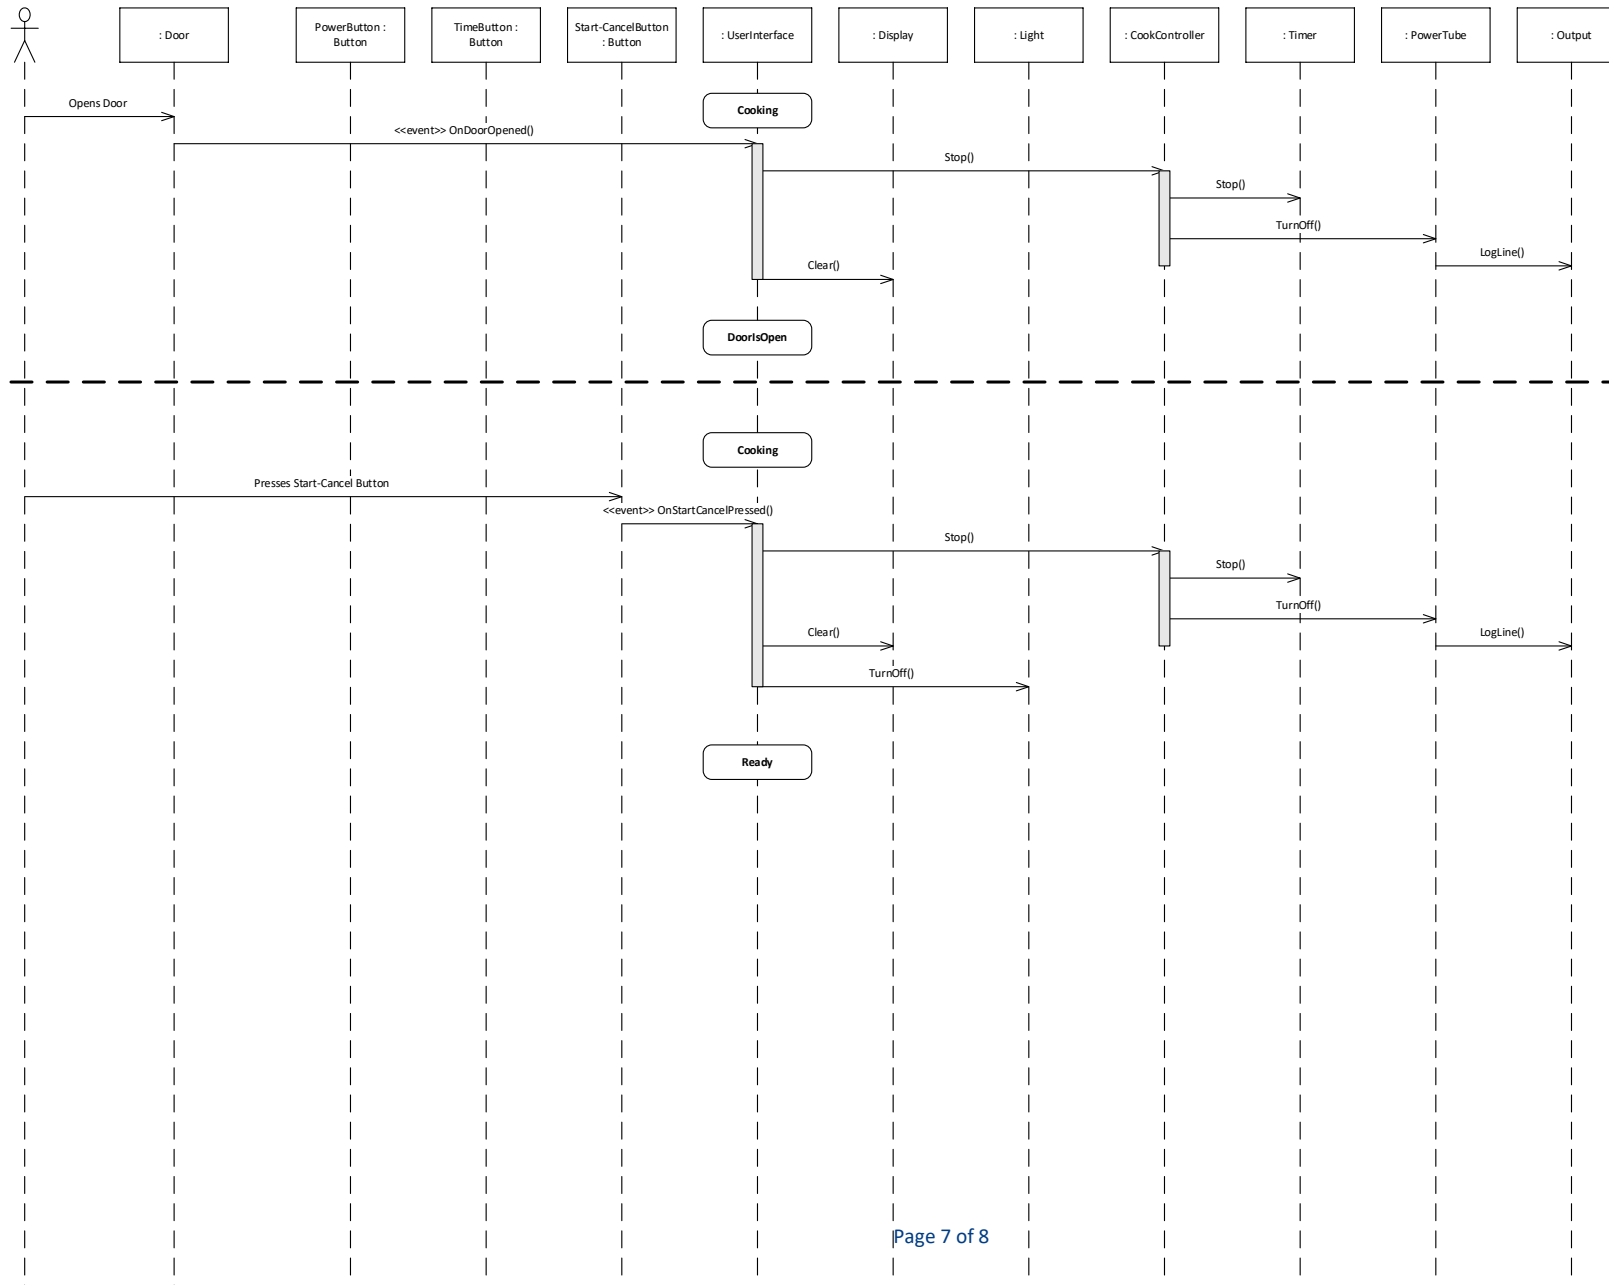 : Door
PowerButton :
Button
TimeButton :
Button
Start-CancelButton
: Button
: UserInterface
: Display
: Light
: CookController
: Timer
: PowerTube
: Output
Opens Door
Cooking
<<event>> OnDoorOpened()
Stop()
Stop()
TurnOff()
LogLine()
Clear()
DoorIsOpen
Cooking
Presses Start-Cancel Button
<<event>> OnStartCancelPressed()
Stop()
Stop()
TurnOff()
Clear()
LogLine()
TurnOff()
Ready
Page 7 of 8